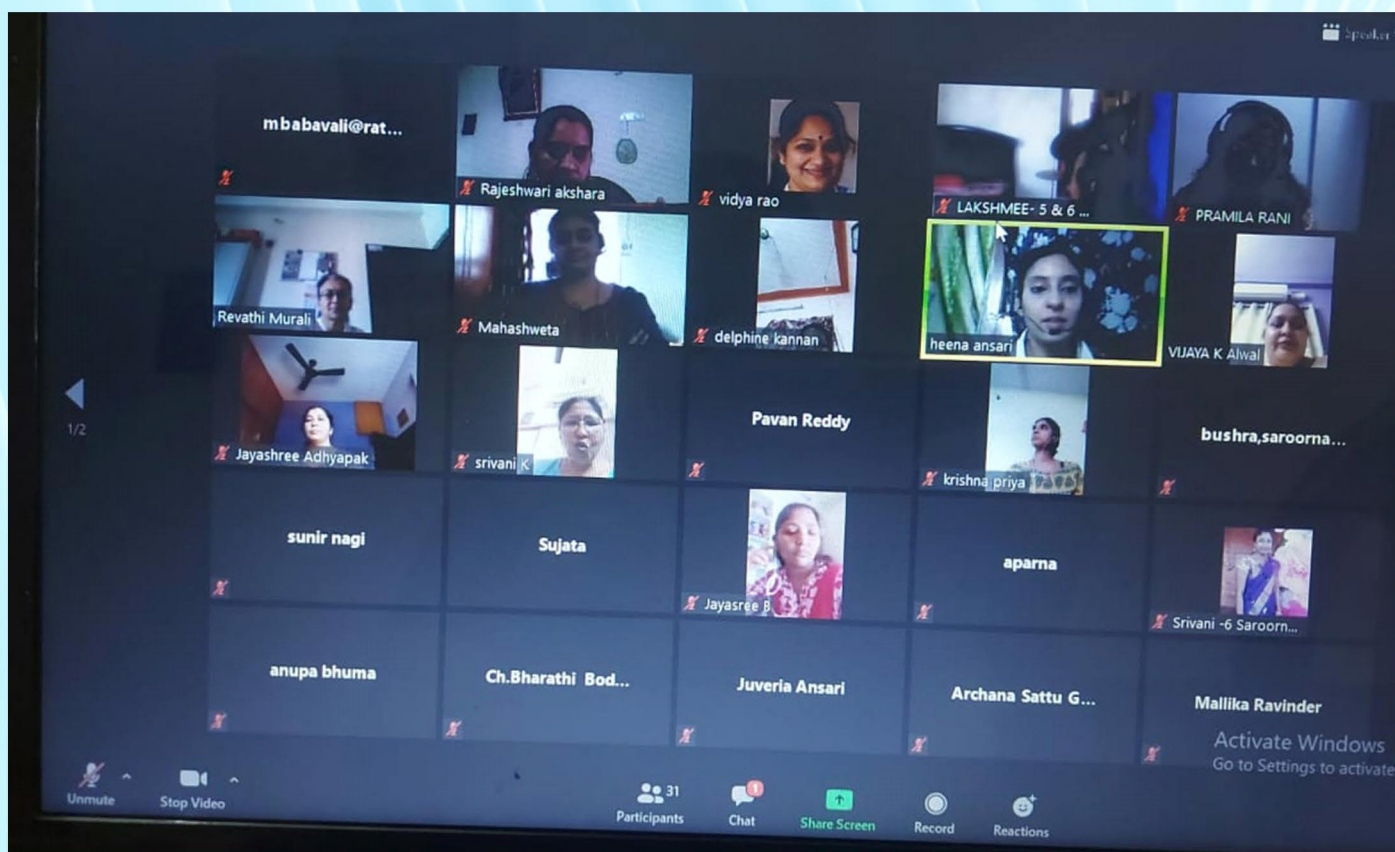 Speaker
mbabavali@rat...
Rajeshwari akshara
vidya rao
LAKSHMEE- 5 & 6 ...
PRAMILA RANI
Revathi Murali
Mahashweta
delphine kannan
heena ansari
VIJAYA K Alwal
Jayashree Adhyapak
srivani K
Pavan Reddy
krishna priya
bushra,saroorna...
sunir nagi
Sujata
Jayasree B
aparna
Srivani -6 Saroorn...
anupa bhuma
Ch.Bharathi Bod...
Juveria Ansari
Archana Sattu G...
Mallika Ravinder
1/2
Activate Windows
Go to Settings to activate
Unmute
Stop Video
31
Participants
1
Chat
Share Screen
Record
Reactions